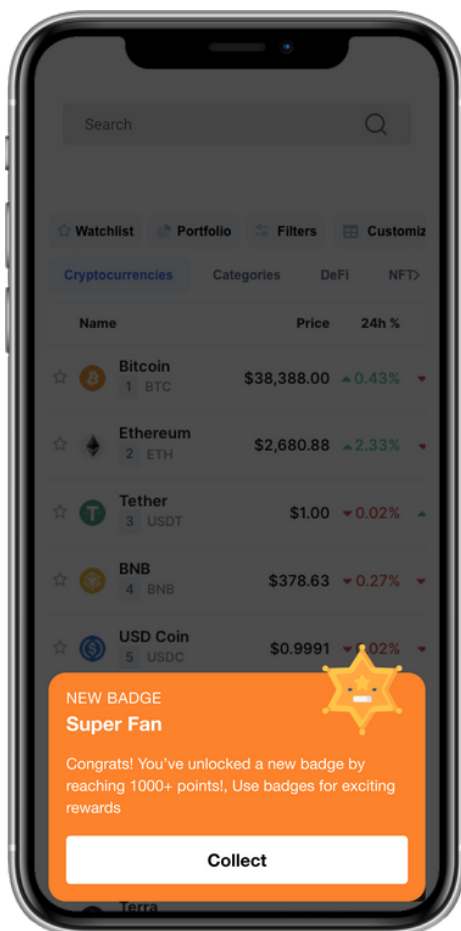 Search
Watchlist Portfolio Filters Customiz
Cryptocurrencies Categories DeFi NFT
Name Price 24h %
Bitcoin
1 BTC $38,388.00 0.43%
Ethereum
2 ETH $2,680.88 2.33%
Tether
3 USDT $1.00 0.02%
BNB
4 BNB $378.63 0.27%
USD Coin
5 USDC $0.9991 0.02%
NEW BADGE
Super Fan
Congrats! You've unlocked a new badge by
reaching 1000+ points!, Use badges for exciting
rewards
Collect
Terra